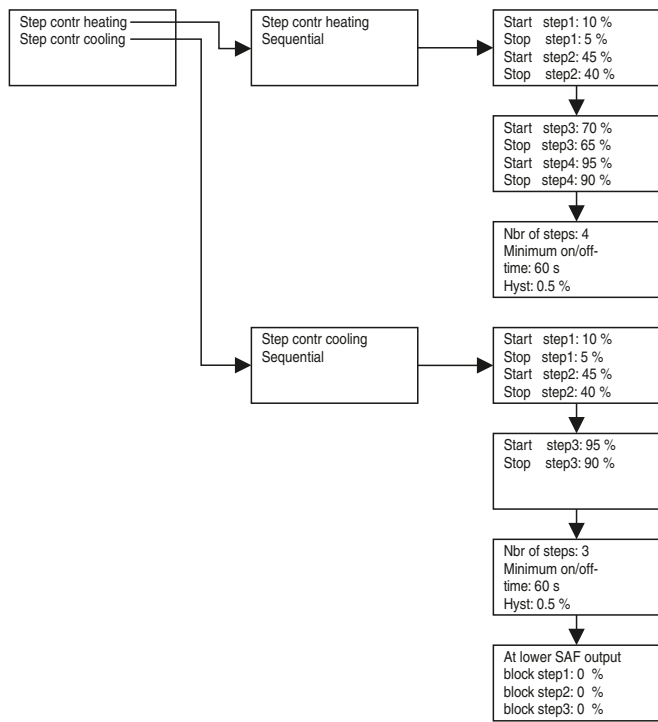 Step contr heating
Step contr cooling
Step contr heating
Sequential
Start step1: 10 %
Stop step1: 5 %
Start step2: 45 %
Stop step2: 40 %
Start step3: 70 %
Stop step3: 65 %
Start step4: 95 %
Stop step4: 90 %
Nbr of steps: 4
Minimum on/off-
time: 60 s
Hyst: 0.5 %
Step contr cooling
Sequential
Start step1: 10 %
Stop step1: 5 %
Start step2: 45 %
Stop step2: 40 %
Start step3: 95 %
Stop step3: 90 %
Nbr of steps: 3
Minimum on/off-
time: 60 s
Hyst: 0.5 %
At lower SAF output
block step1: 0 %
block step2: 0 %
block step3: 0 %